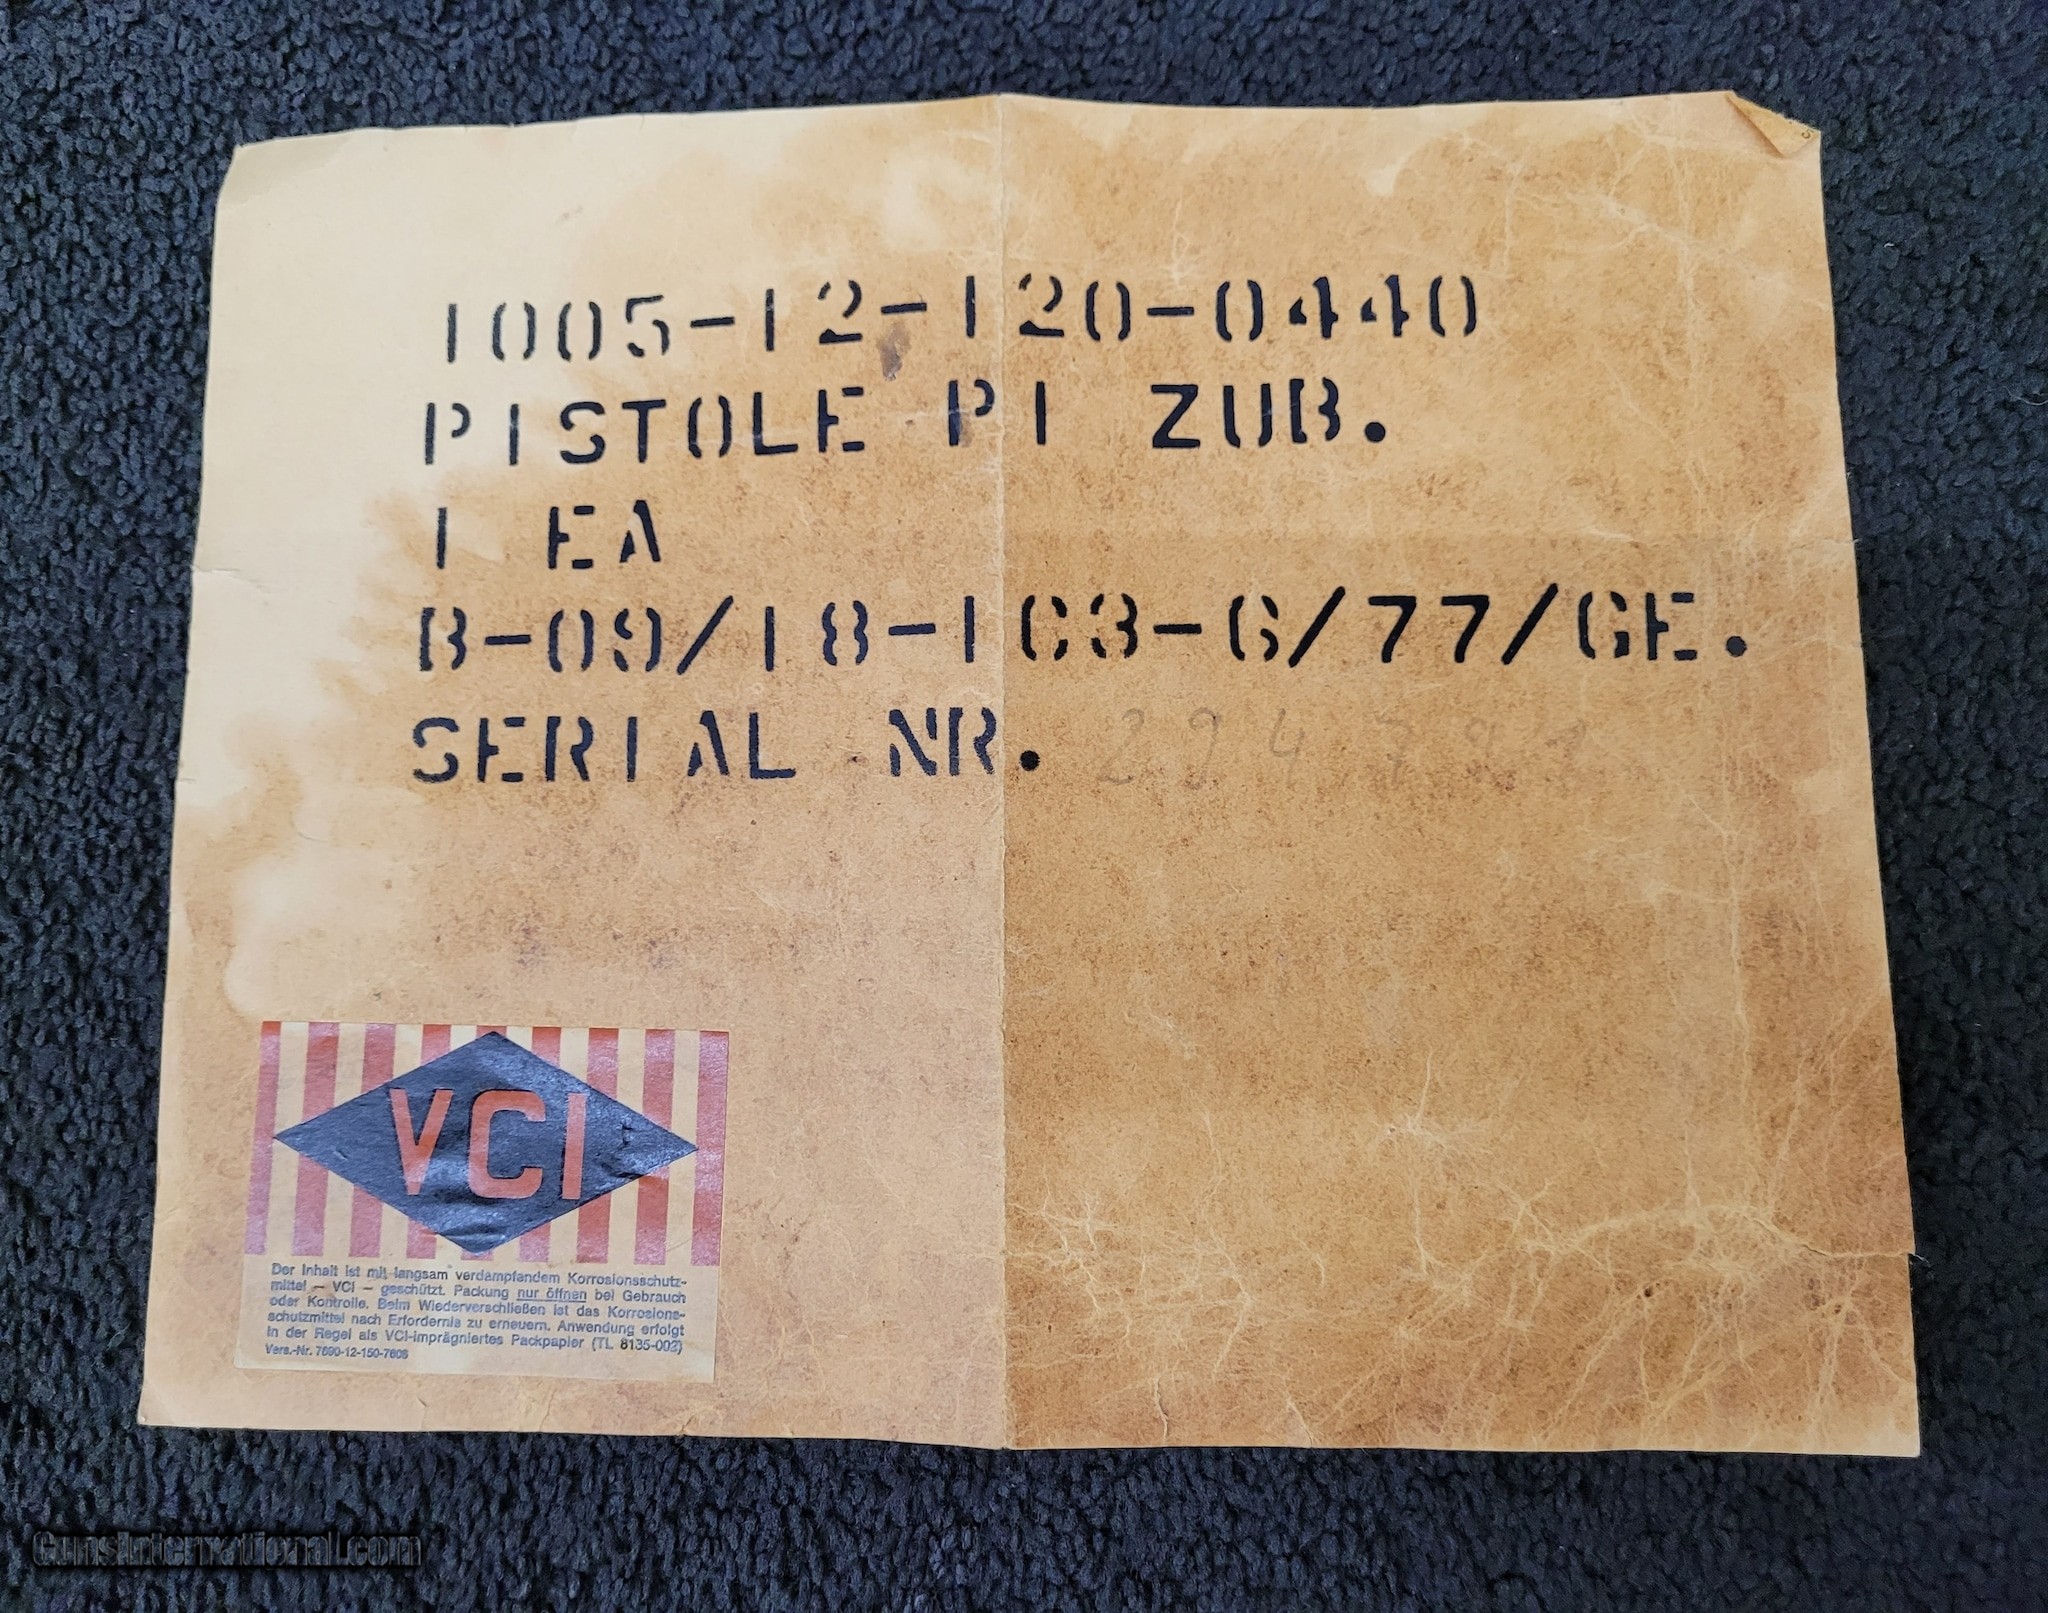 1005-12-120-0440
PISTOLE P1 ZUB.
1 EA
B-09/18-1C3-6/77/GE.
SERIAL NR.
VCI
Der Inhalt ist mit langsam verdampfendem Korrosionsschutz-
mittel – VCI – geschützt. Packung nur öffnen bei Gebrauch
oder Kontrolle. Beim Wiederverschließen ist das Korrosions-
schutzmittel nach Erfordernis zu erneuern. Anwendung erfolgt
in der Regel als VCI-imprägniertes Packpapier (TL 8135-002)
Vers.-Nr. 7690-12-150-7606
GunsInternational.com